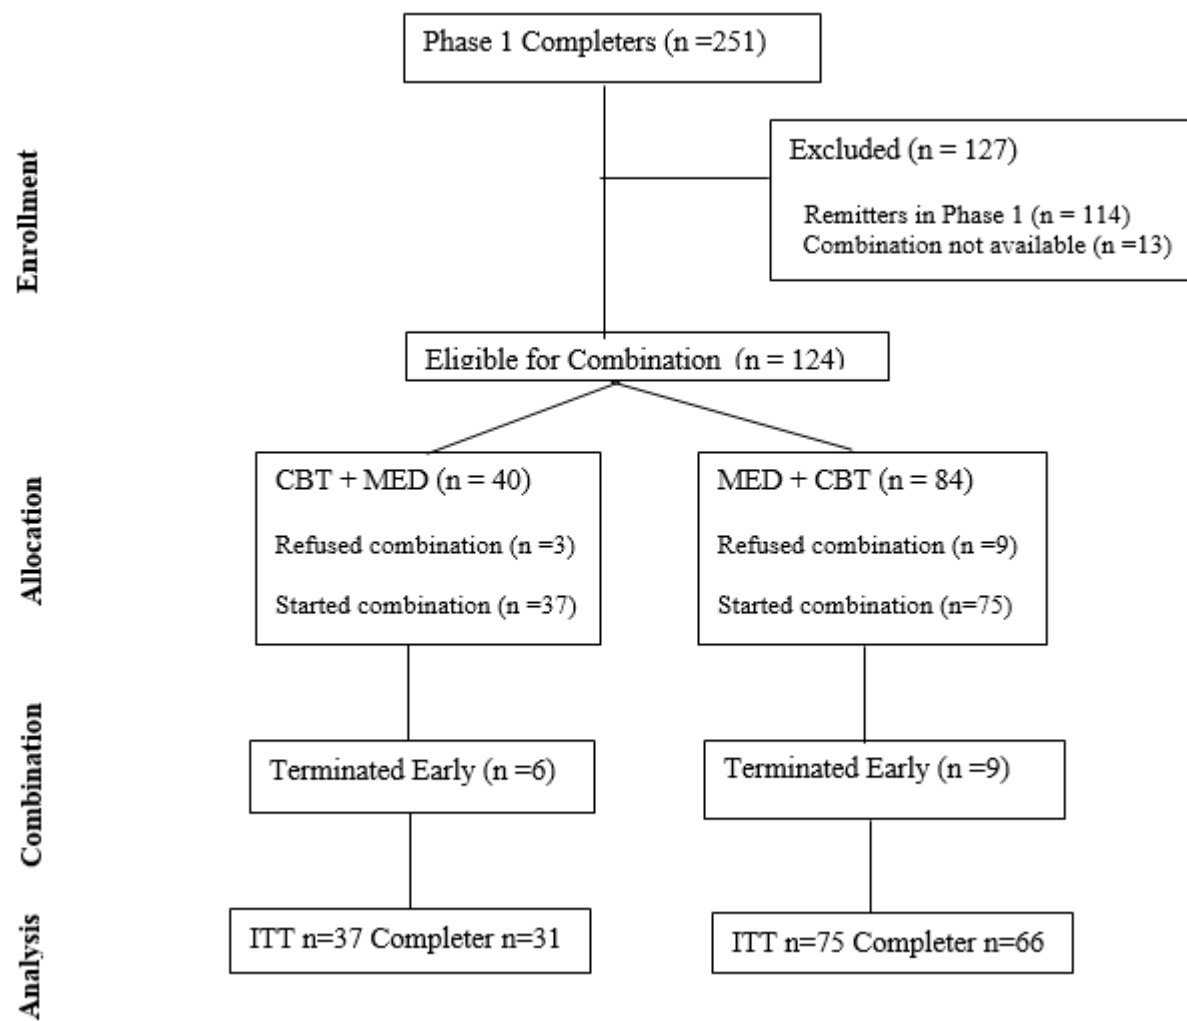 Phase 1 Completers (n =251)
Enrollment
Excluded (n = 127)
Remitters in Phase 1 (n = 114)
Combination not available (n =13)
Eligible for Combination (n = 124)
Allocation
CBT + MED (n = 40)
Refused combination (n =3)
Started combination (n =37)
MED + CBT (n = 84)
Refused combination (n =9)
Started combination (n=75)
Combination
Terminated Early (n =6)
Terminated Early (n =9)
Analysis
ITT n=37 Completer n=31
ITT n=75 Completer n=66